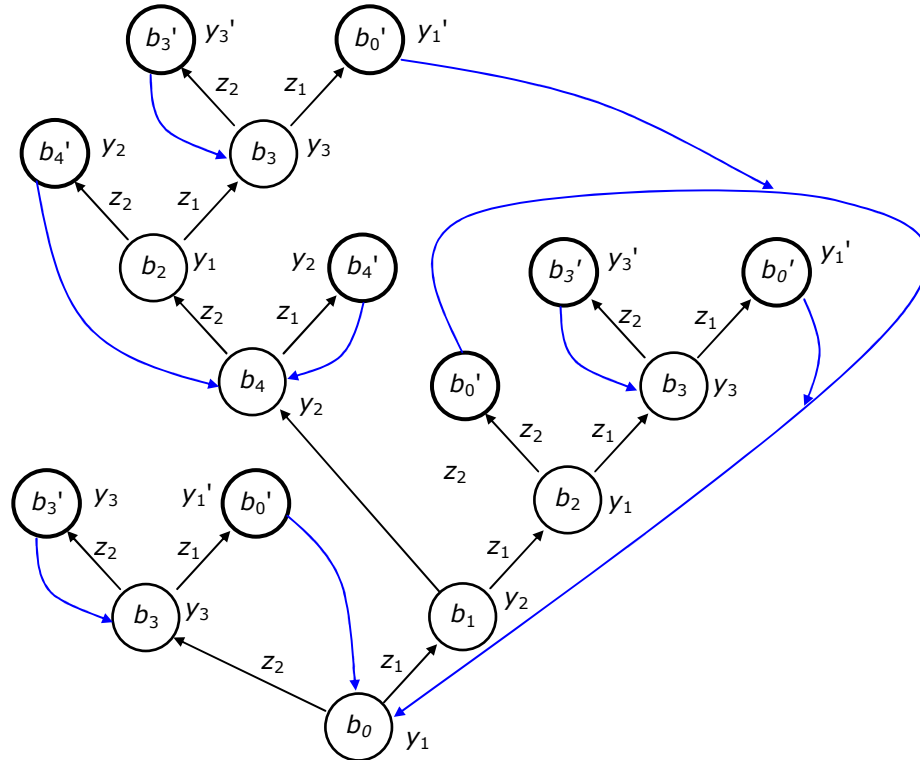 b₃' y₃' b₀' y₁'
z₂ z₁
b₄' y₂ b₃ y₃
z₂ z₁
b₂ y₁ y₂ b₄' y₃' b₃' b₀' y₁'
z₂ z₁ z₂ z₁
b₄ y₂ b₀' b₃ y₃
z₂ z₁
z₂
b₃' y₃ y₁' b₀' b₂ y₁
z₂ z₁ z₁
b₃ y₃ b₁ y₂
z₂ z₁
b₀ y₁